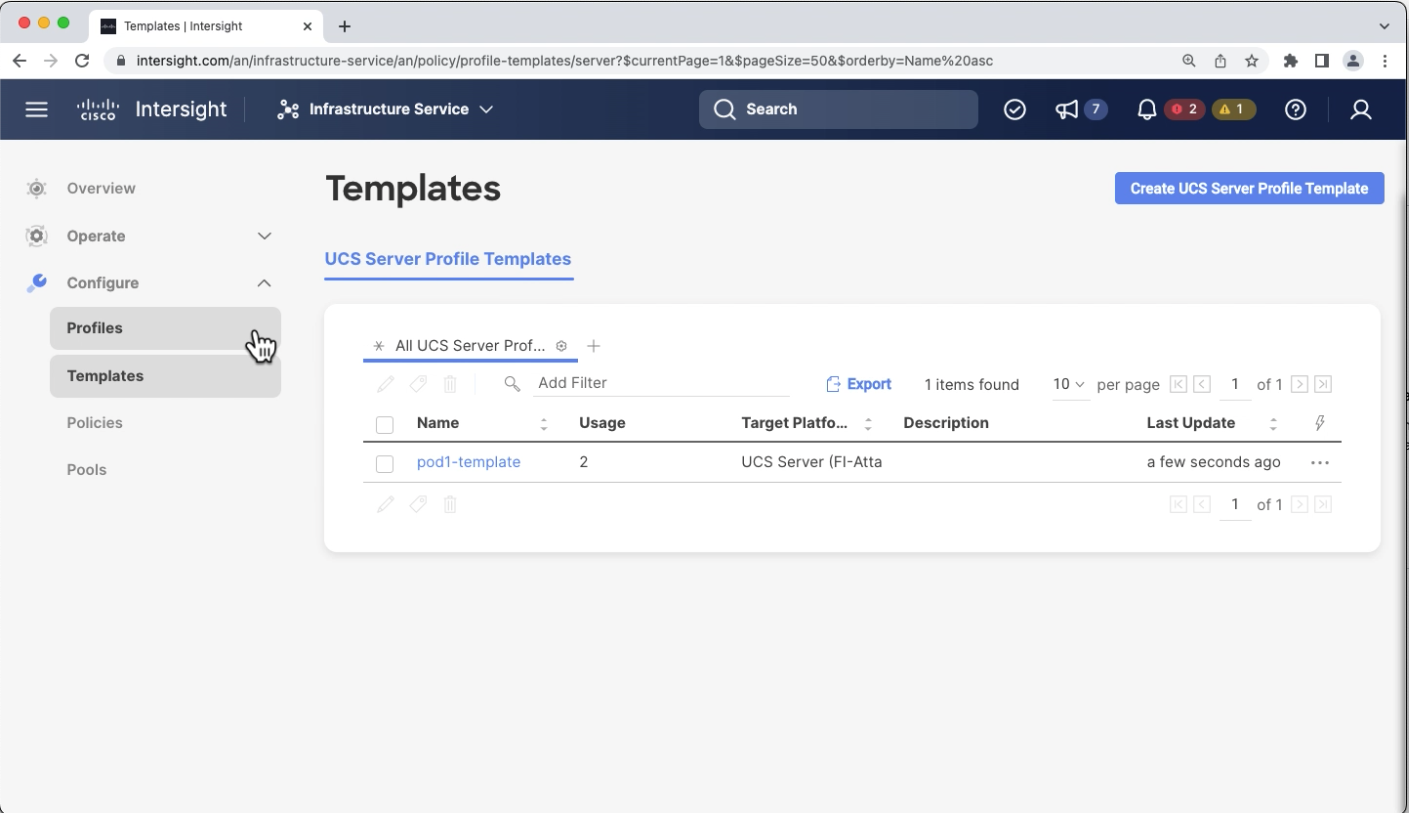 Templates | Intersight
intersight.com/an/infrastructure-service/an/policy/profile-templates/server?$currentPage=1&$pageSize=50&$orderby=Name%20asc
cisco Intersight Infrastructure Service Search 7 2 1
Overview
Operate
Configure
Profiles
Templates
Policies
Pools
Templates
Create UCS Server Profile Template
UCS Server Profile Templates
All UCS Server Prof...
Add Filter Export 1 items found 10 per page 1 of 1
Name Usage Target Platfo... Description Last Update
pod1-template 2 UCS Server (FI-Atta a few seconds ago
1 of 1